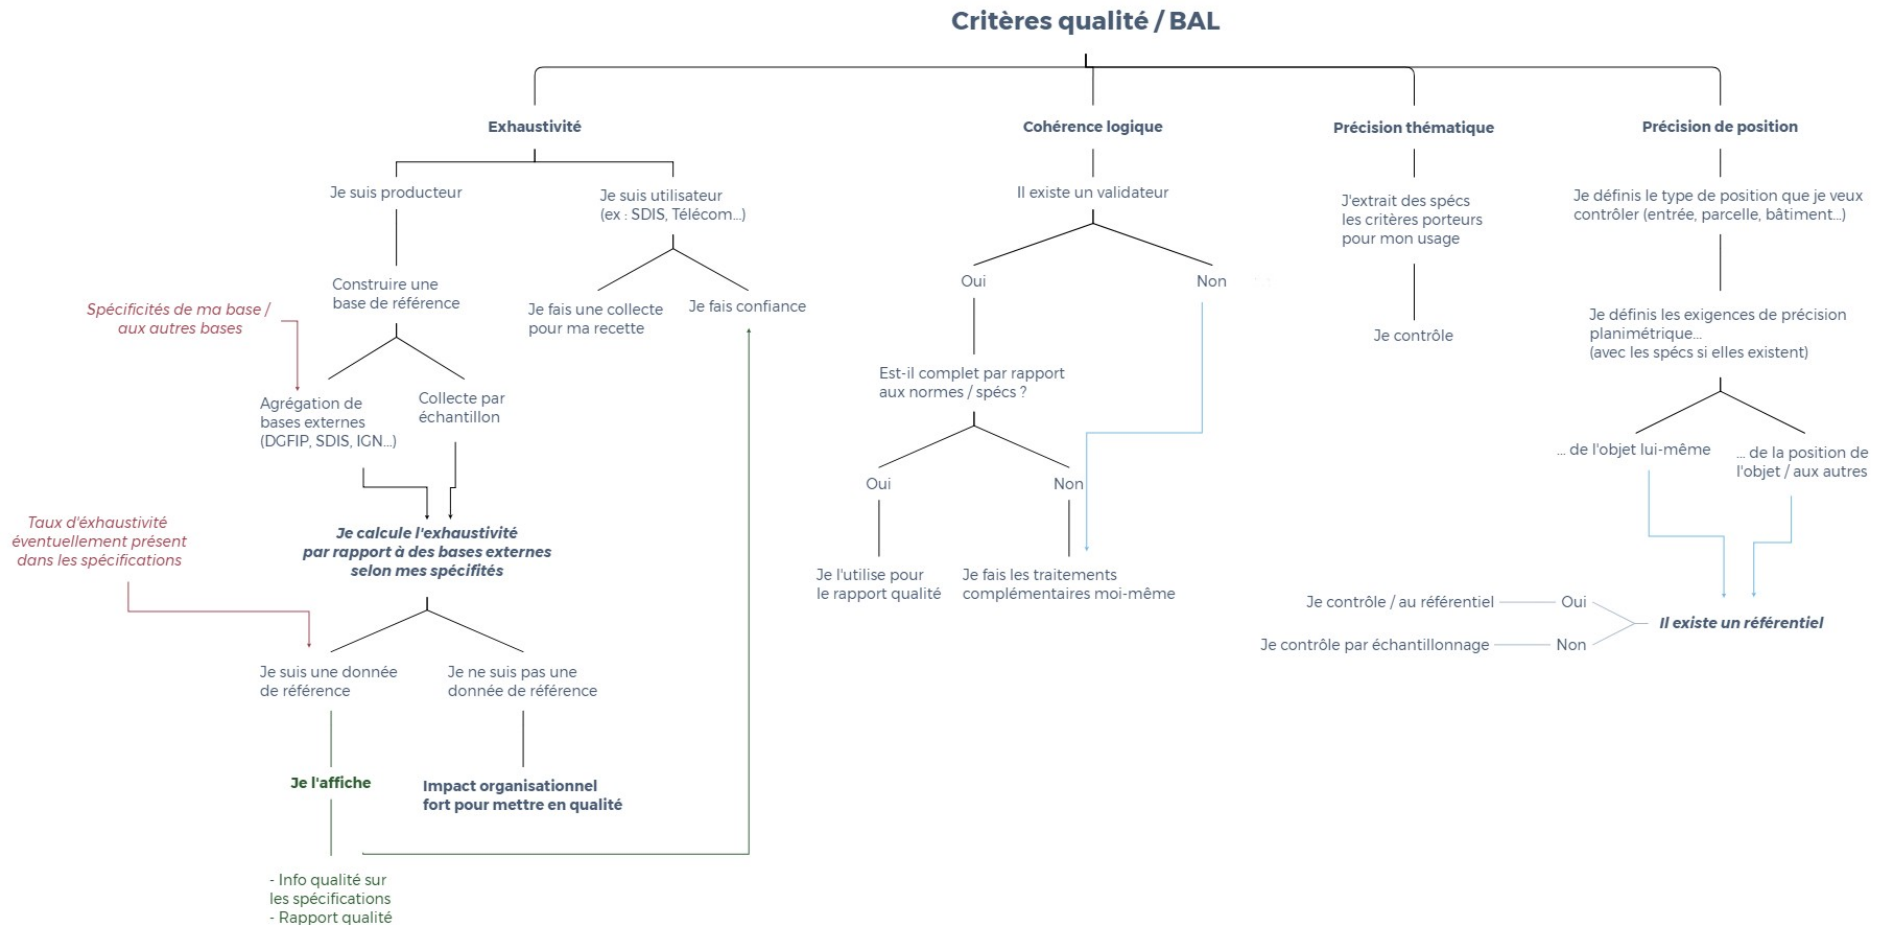 Critères qualité / BAL
Exhaustivité
Je suis producteur
Je suis utilisateur
(ex : SDIS, Télécom...)
Construire une
base de référence
Je fais une collecte
pour ma recette
Je fais confiance
Spécificités de ma base /
aux autres bases
Agrégation de
bases externes
(DGFIP, SDIS, IGN...)
Collecte par
échantillon
Taux d'éxhaustivité
éventuellement présent
dans les spécifications
Je calcule l'exhaustivité
par rapport à des bases externes
selon mes spécifités
Je suis une donnée
de référence
Je ne suis pas une
donnée de référence
Je l'affiche
Impact organisationnel
fort pour mettre en qualité
- Info qualité sur
les spécifications
- Rapport qualité
Cohérence logique
Il existe un validateur
Oui
Non
Est-il complet par rapport
aux normes / spécs ?
Oui
Non
Je l'utilise pour
le rapport qualité
Je fais les traitements
complémentaires moi-même
Précision thématique
J'extrait des spécs
les critères porteurs
pour mon usage
Je contrôle
Précision de position
Je définis le type de position que je veux
contrôler (entrée, parcelle, bâtiment...)
Je définis les exigences de précision
planimétrique...
(avec les spécs si elles existent)
... de l'objet lui-même
... de la position de
l'objet / aux autres
Il existe un référentiel
Oui
Je contrôle / au référentiel
Non
Je contrôle par échantillonnage